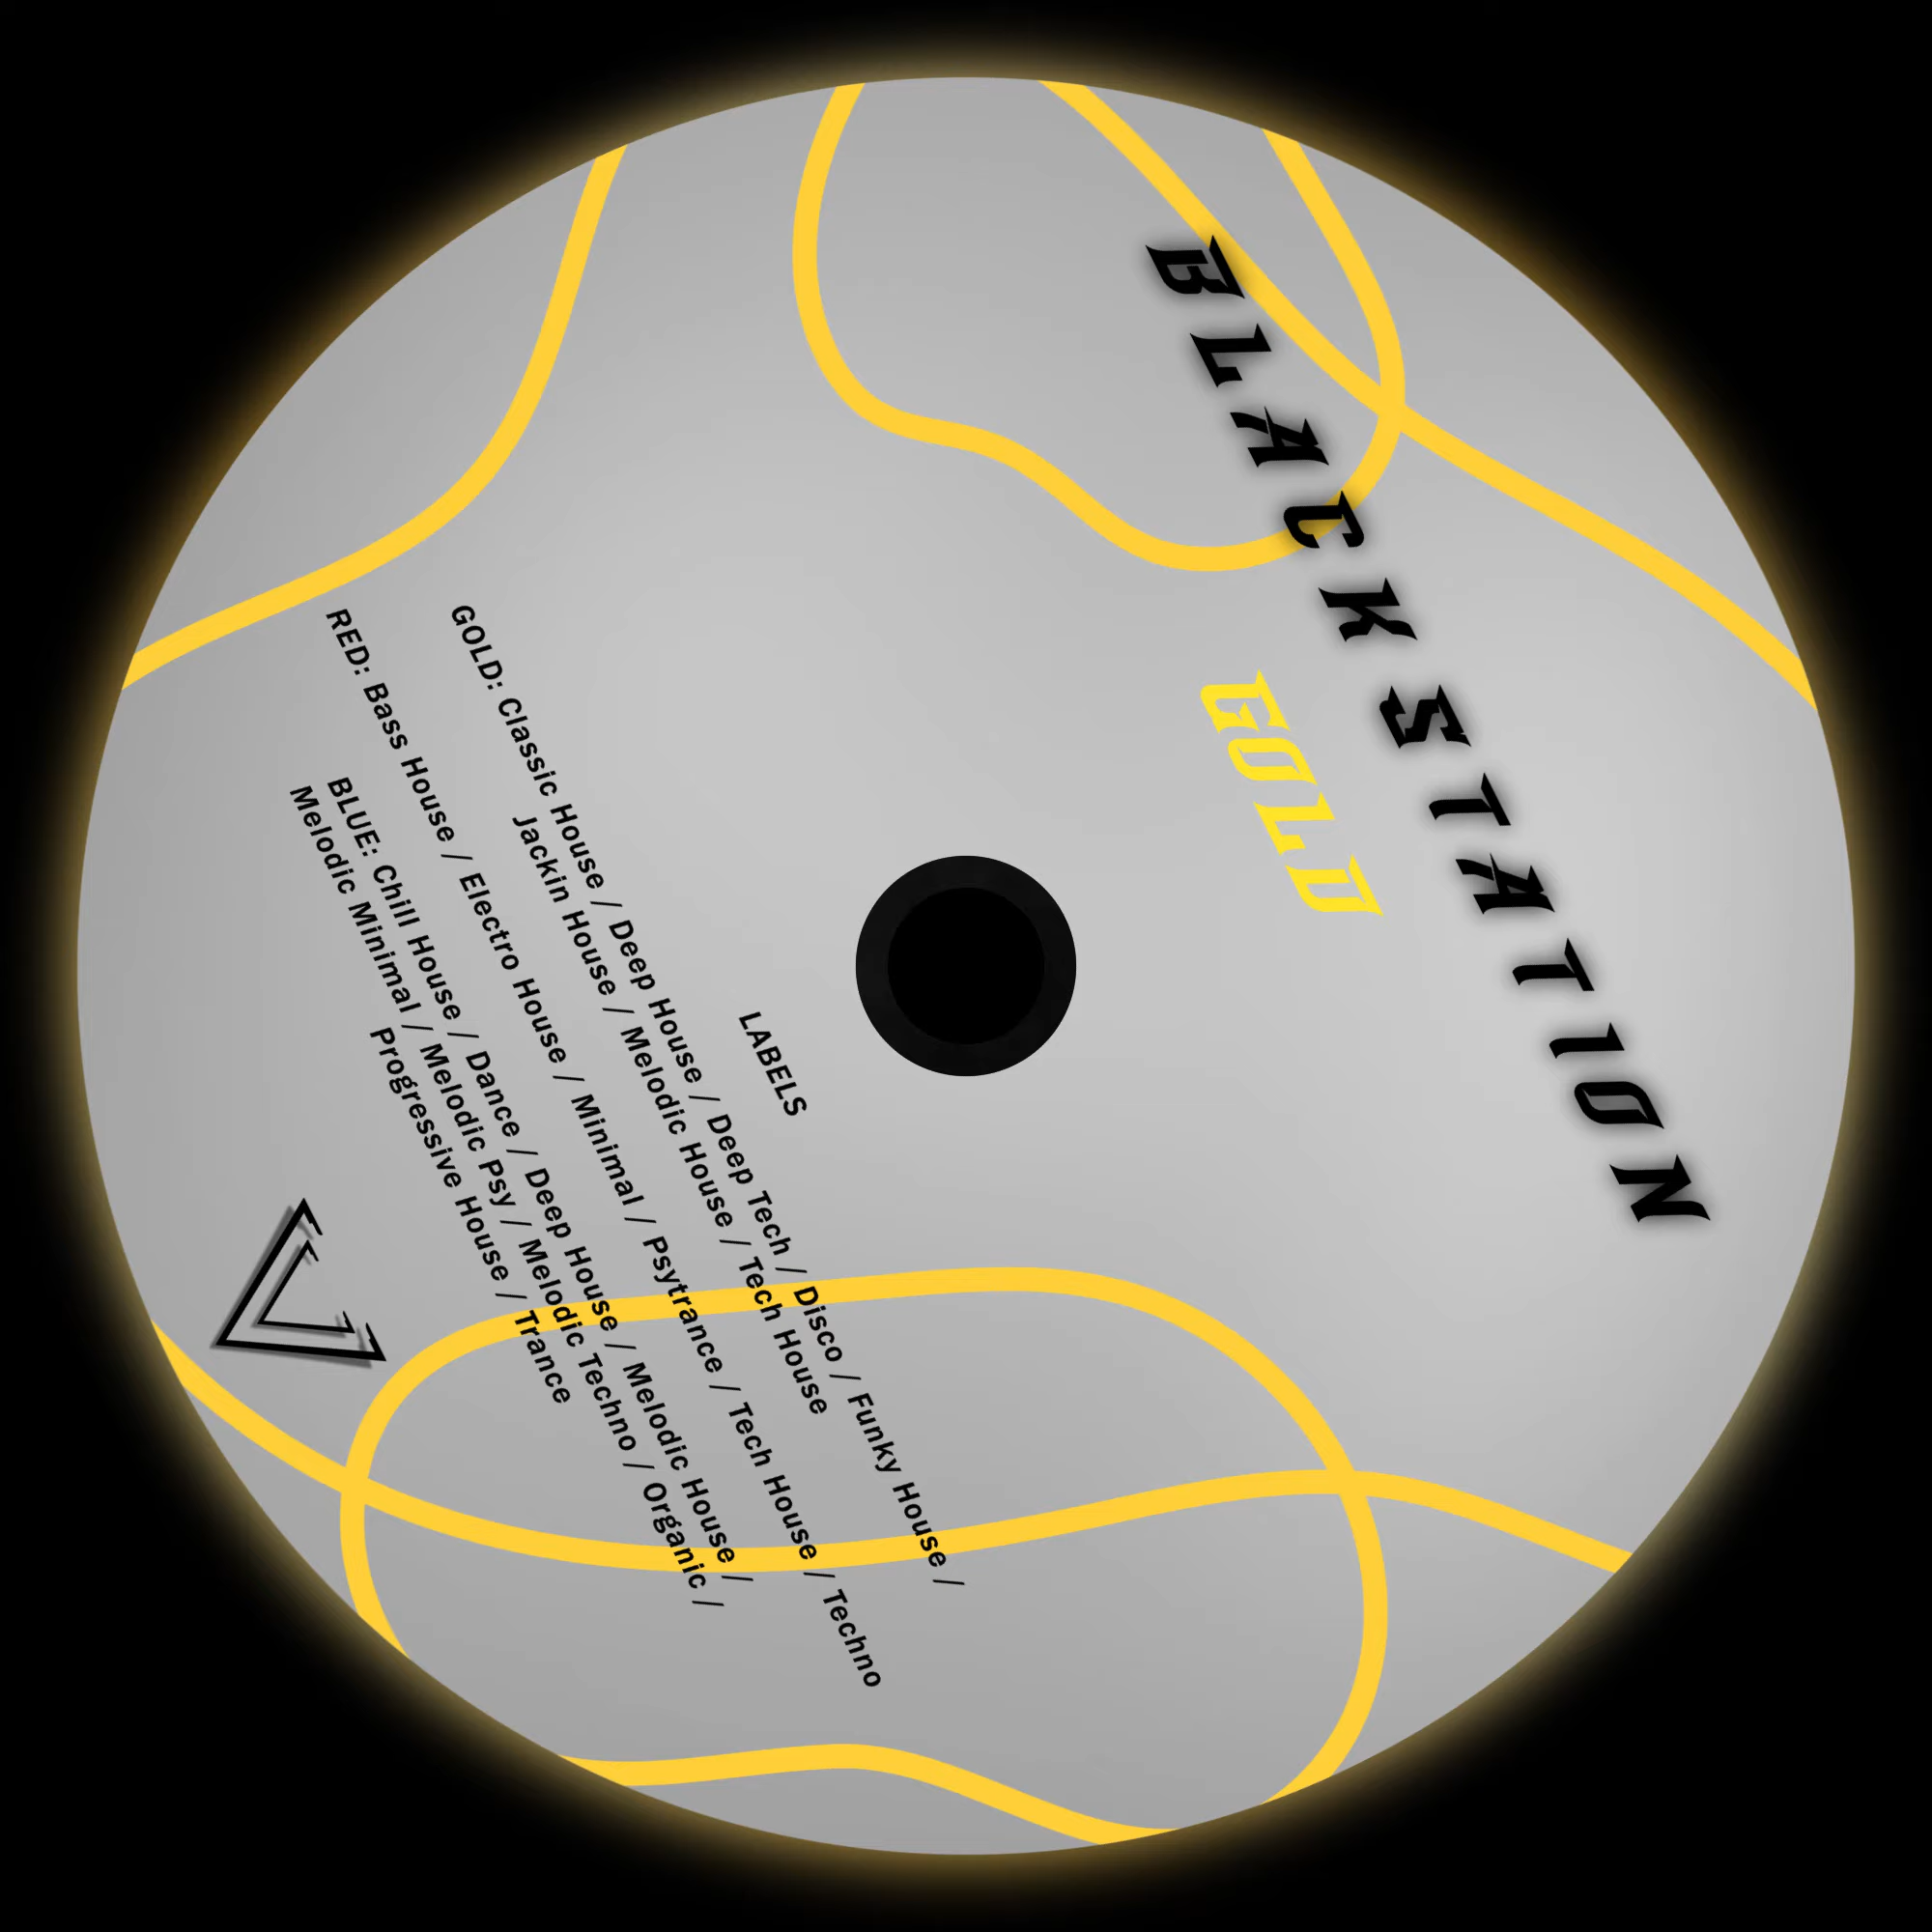 BLACK STATION
GOLD
LABELS
GOLD: Classic House / Deep House / Deep Tech / Disco / Funky House /
Jackin House / Melodic House / Tech House
RED: Bass House / Electro House / Minimal / Psytrance / Tech House / Techno
BLUE: Chill House / Dance / Deep House / Melodic House /
Melodic Minimal / Melodic Psy / Melodic Techno / Organic /
Progressive House / Trance